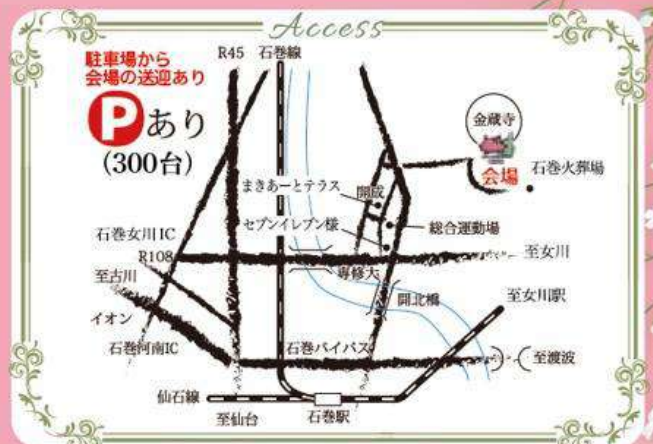 Access
駐車場から
会場の送迎あり
Pあり
(300台)
R45
石巻線
金蔵寺
会場
石巻火葬場
まきあーとテラス
開成
セブンイレブン様
総合運動場
石巻女川IC
R108
至女川
専修大
至古川
開北橋
至女川駅
イオン
石巻河南IC
石巻バイパス
至渡波
仙石線
至仙台
石巻駅